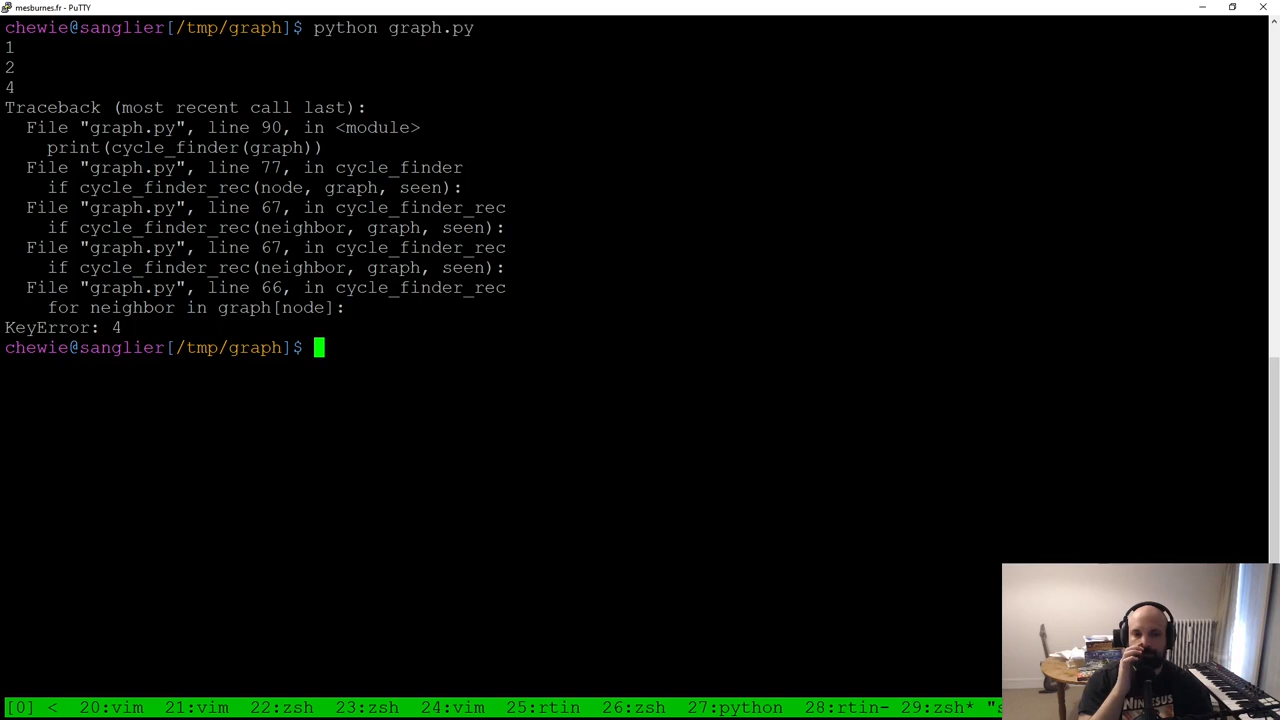 mesburnes.fr - PuTTY
chewie@sanglier[/tmp/graph]$ python graph.py
1
2
4
Traceback (most recent call last):
  File "graph.py", line 90, in <module>
    print(cycle_finder(graph))
  File "graph.py", line 77, in cycle_finder
    if cycle_finder_rec(node, graph, seen):
  File "graph.py", line 67, in cycle_finder_rec
    if cycle_finder_rec(neighbor, graph, seen):
  File "graph.py", line 67, in cycle_finder_rec
    if cycle_finder_rec(neighbor, graph, seen):
  File "graph.py", line 66, in cycle_finder_rec
    for neighbor in graph[node]:
KeyError: 4
chewie@sanglier[/tmp/graph]$
[0] <  20:vim  21:vim  22:zsh  23:zsh  24:vim  25:rtin  26:zsh  27:python  28:rtin- 29:zsh* "s